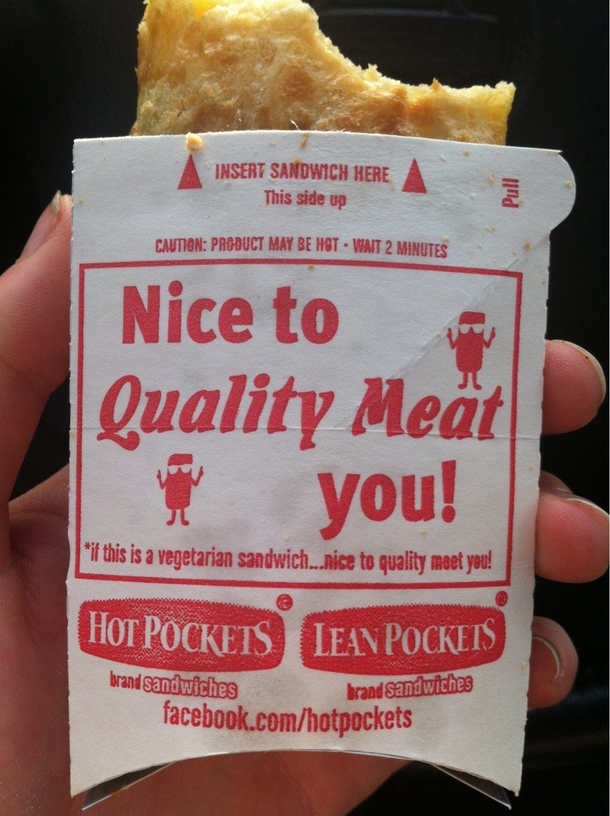 INSERT SANDWICH HERE
This side up
Pull
CAUTION: PRODUCT MAY BE HOT · WAIT 2 MINUTES
Nice to
Quality Meat
you!
*if this is a vegetarian sandwich...nice to quality meet you!
HOT POCKETS® LEAN POCKETS®
brand sandwiches brand sandwiches
facebook.com/hotpockets